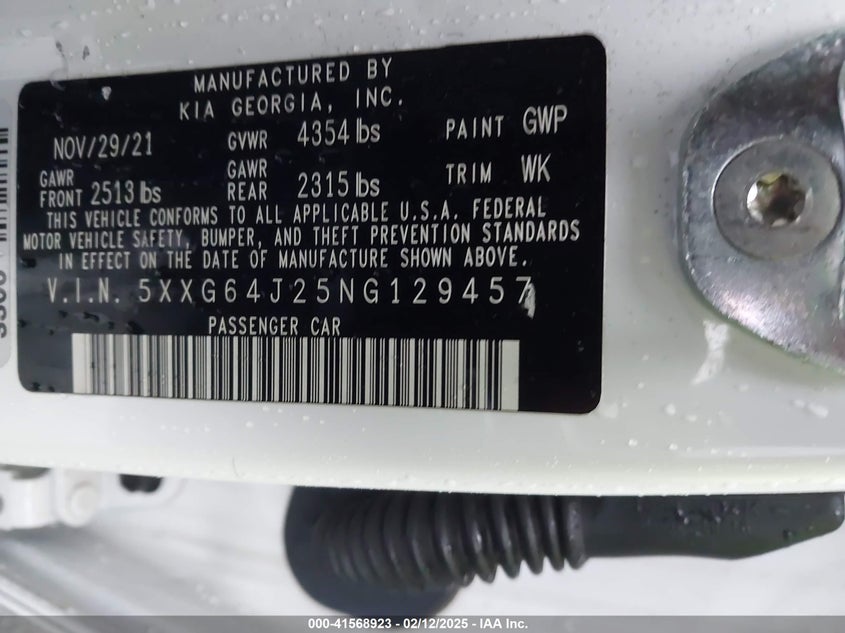 MANUFACTURED BY
KIA GEORGIA, INC.
NOV/29/21 GVWR 4354 lbs PAINT GWP
GAWR FRONT 2513 lbs GAWR REAR 2315 lbs TRIM WK
THIS VEHICLE CONFORMS TO ALL APPLICABLE U.S.A. FEDERAL
MOTOR VEHICLE SAFETY, BUMPER, AND THEFT PREVENTION STANDARDS
IN EFFECT ON THE DATE OF MANUFACTURE SHOWN ABOVE.
V.I.N. 5XXG64J25NG129457
PASSENGER CAR
000-41568923 - 02/12/2025 - IAA Inc.